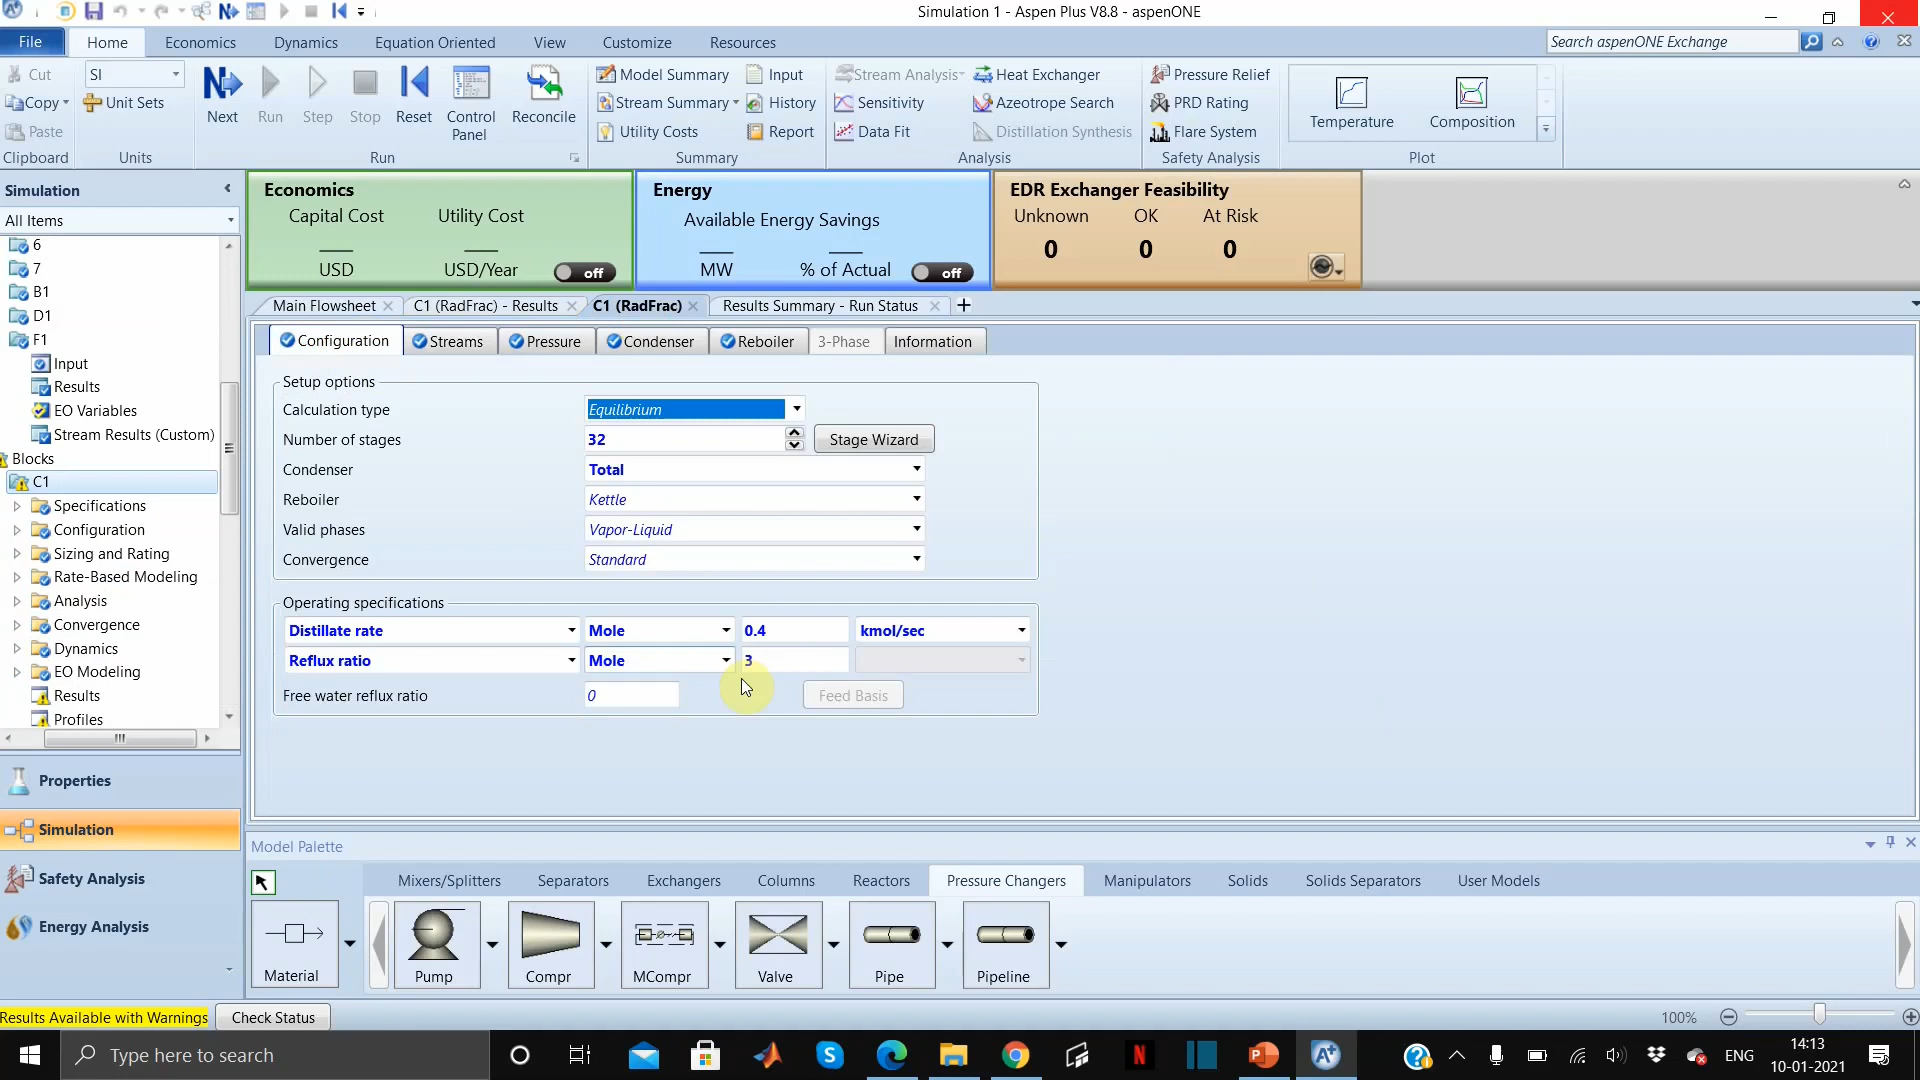 Simulation 1 - Aspen Plus V8.8 - aspenONE
File Home Economics Dynamics Equation Oriented View Customize Resources Search aspenONE Exchange
Cut SI Model Summary Input Stream Analysis Heat Exchanger Pressure Relief
Copy Unit Sets Next Run Step Stop Reset Control Panel Reconcile Stream Summary History Sensitivity Azeotrope Search PRD Rating Temperature Composition
Paste Utility Costs Report Data Fit Distillation Synthesis Flare System
Clipboard Units Run Summary Analysis Safety Analysis Plot
Simulation
All Items
6
7
B1
D1
F1
Input
Results
EO Variables
Stream Results (Custom)
Blocks
C1
Specifications
Configuration
Sizing and Rating
Rate-Based Modeling
Analysis
Convergence
Dynamics
EO Modeling
Results
Profiles
Properties
Simulation
Safety Analysis
Energy Analysis
Economics
Capital Cost Utility Cost
USD USD/Year off
Energy
Available Energy Savings
MW % of Actual off
EDR Exchanger Feasibility
Unknown OK At Risk
0 0 0
Main Flowsheet C1 (RadFrac) - Results C1 (RadFrac) Results Summary - Run Status
Configuration Streams Pressure Condenser Reboiler 3-Phase Information
Setup options
Calculation type Equilibrium
Number of stages 32 Stage Wizard
Condenser Total
Reboiler Kettle
Valid phases Vapor-Liquid
Convergence Standard
Operating specifications
Distillate rate Mole 0.4 kmol/sec
Reflux ratio Mole 3
Free water reflux ratio 0 Feed Basis
Model Palette
Mixers/Splitters Separators Exchangers Columns Reactors Pressure Changers Manipulators Solids Solids Separators User Models
Material Pump Compr MCompr Valve Pipe Pipeline
Results Available with Warnings Check Status 100%
Type here to search ENG 14:13
10-01-2021